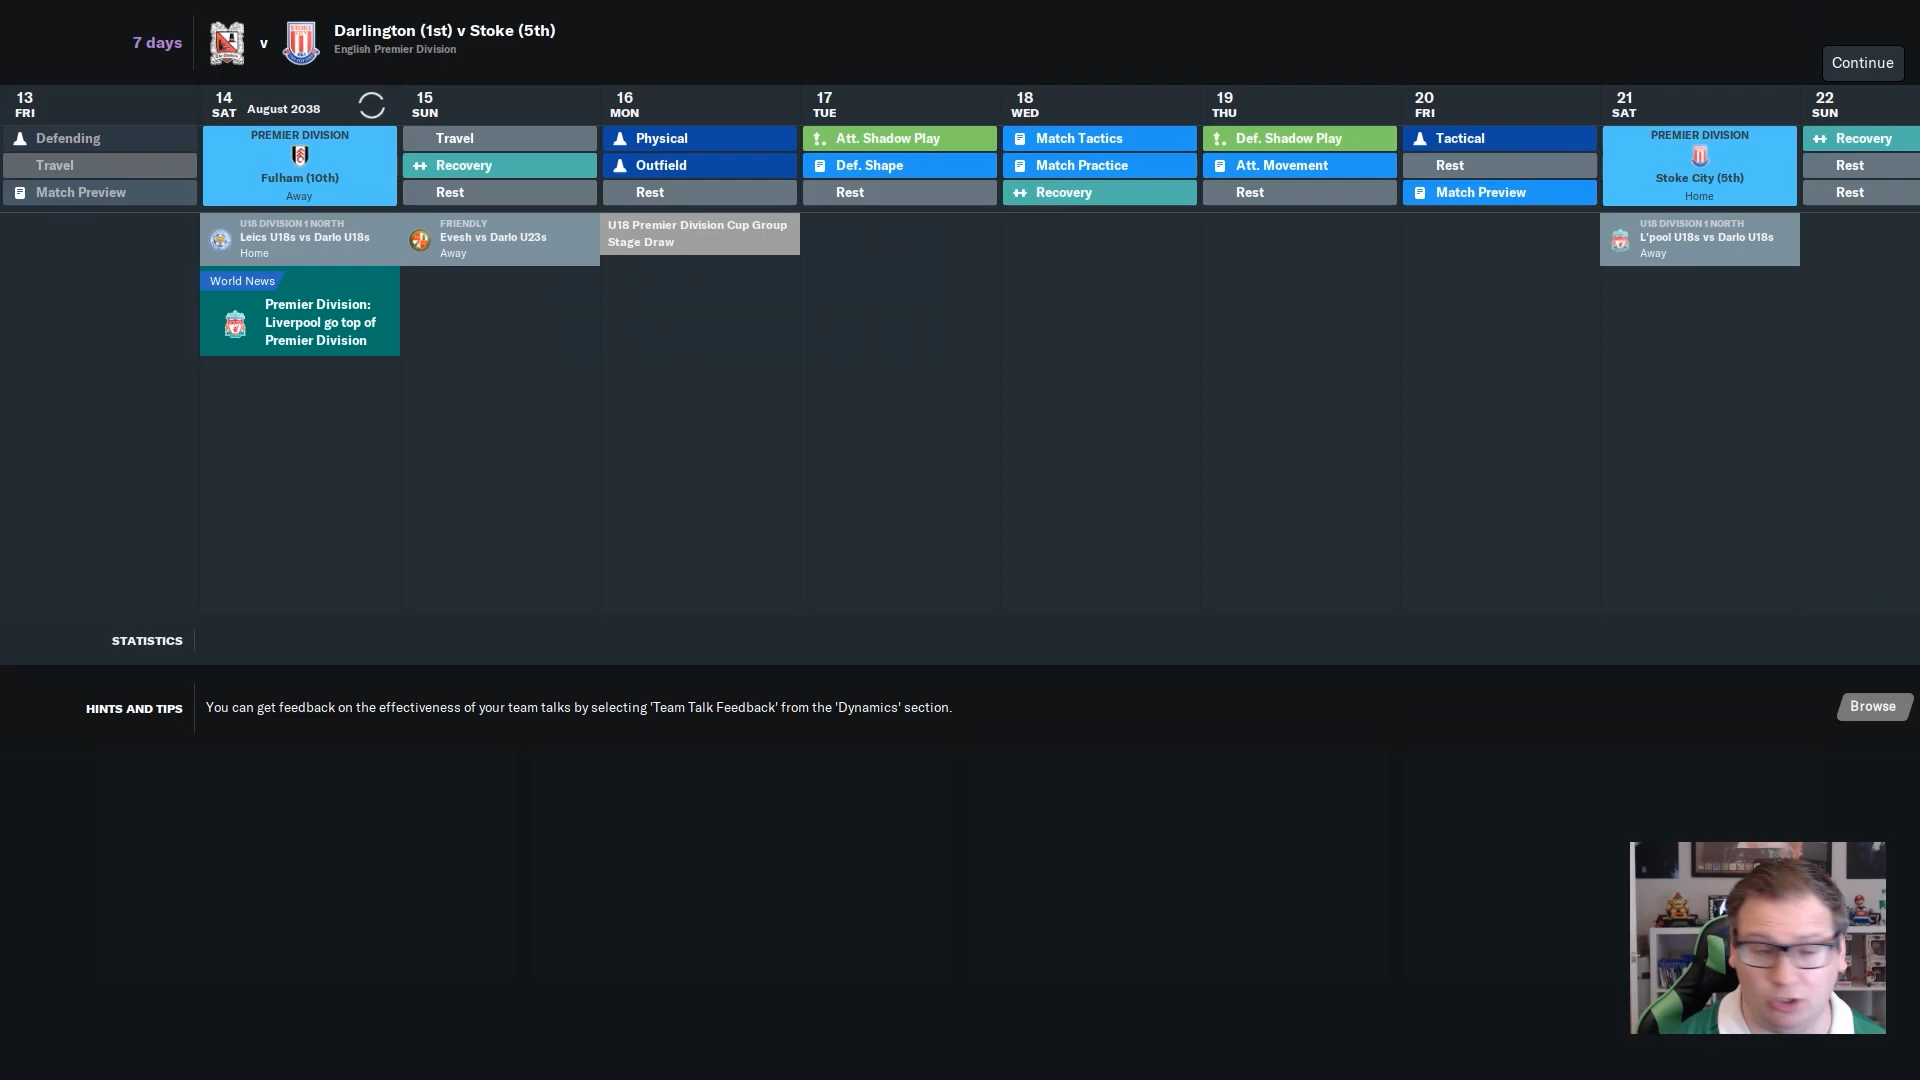 7 days
v
Darlington (1st) v Stoke (5th)
English Premier Division
Continue
13
FRI
14
SAT August 2038
15
SUN
16
MON
17
TUE
18
WED
19
THU
20
FRI
21
SAT
22
SUN
Defending
Travel
Match Preview
PREMIER DIVISION
Fulham (10th)
Away
Travel
Recovery
Rest
Physical
Outfield
Rest
Att. Shadow Play
Def. Shape
Rest
Match Tactics
Match Practice
Recovery
Def. Shadow Play
Att. Movement
Rest
Tactical
Rest
Match Preview
PREMIER DIVISION
Stoke City (5th)
Home
Recovery
Rest
Rest
U18 DIVISION 1 NORTH
Leics U18s vs Darlo U18s
Home
FRIENDLY
Evesh vs Darlo U23s
Away
U18 Premier Division Cup Group
Stage Draw
U18 DIVISION 1 NORTH
L'pool U18s vs Darlo U18s
Away
World News
Premier Division:
Liverpool go top of
Premier Division
STATISTICS
HINTS AND TIPS
You can get feedback on the effectiveness of your team talks by selecting 'Team Talk Feedback' from the 'Dynamics' section.
Browse